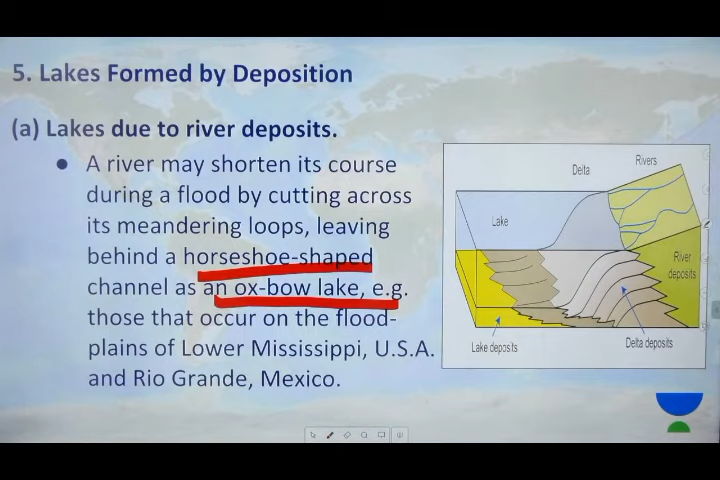 5. Lakes Formed by Deposition
(a) Lakes due to river deposits.
● A river may shorten its course
during a flood by cutting across
its meandering loops, leaving
behind a horseshoe-shaped
channel as an ox-bow lake, e.g.
those that occur on the flood-
plains of Lower Mississippi, U.S.A.
and Rio Grande, Mexico.
Delta
Rivers
Lake
River
deposits
Lake deposits
Delta deposits